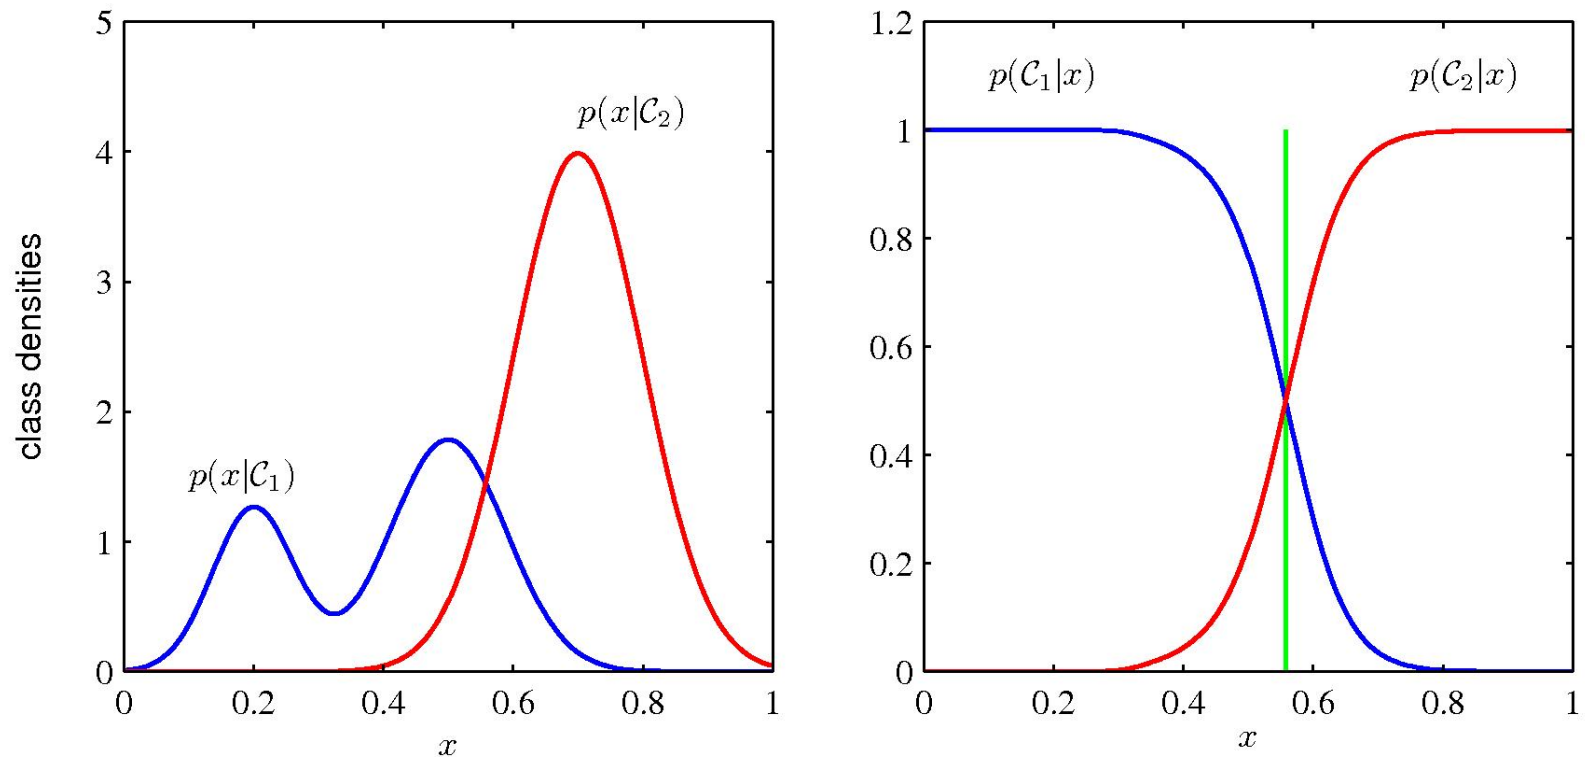 5
4
3
2
1
0
class densities
p(x|C₁)
p(x|C₂)
0 0.2 0.4 0.6 0.8 1
x
1.2
1
0.8
0.6
0.4
0.2
0
p(C₁|x) p(C₂|x)
0 0.2 0.4 0.6 0.8 1
x